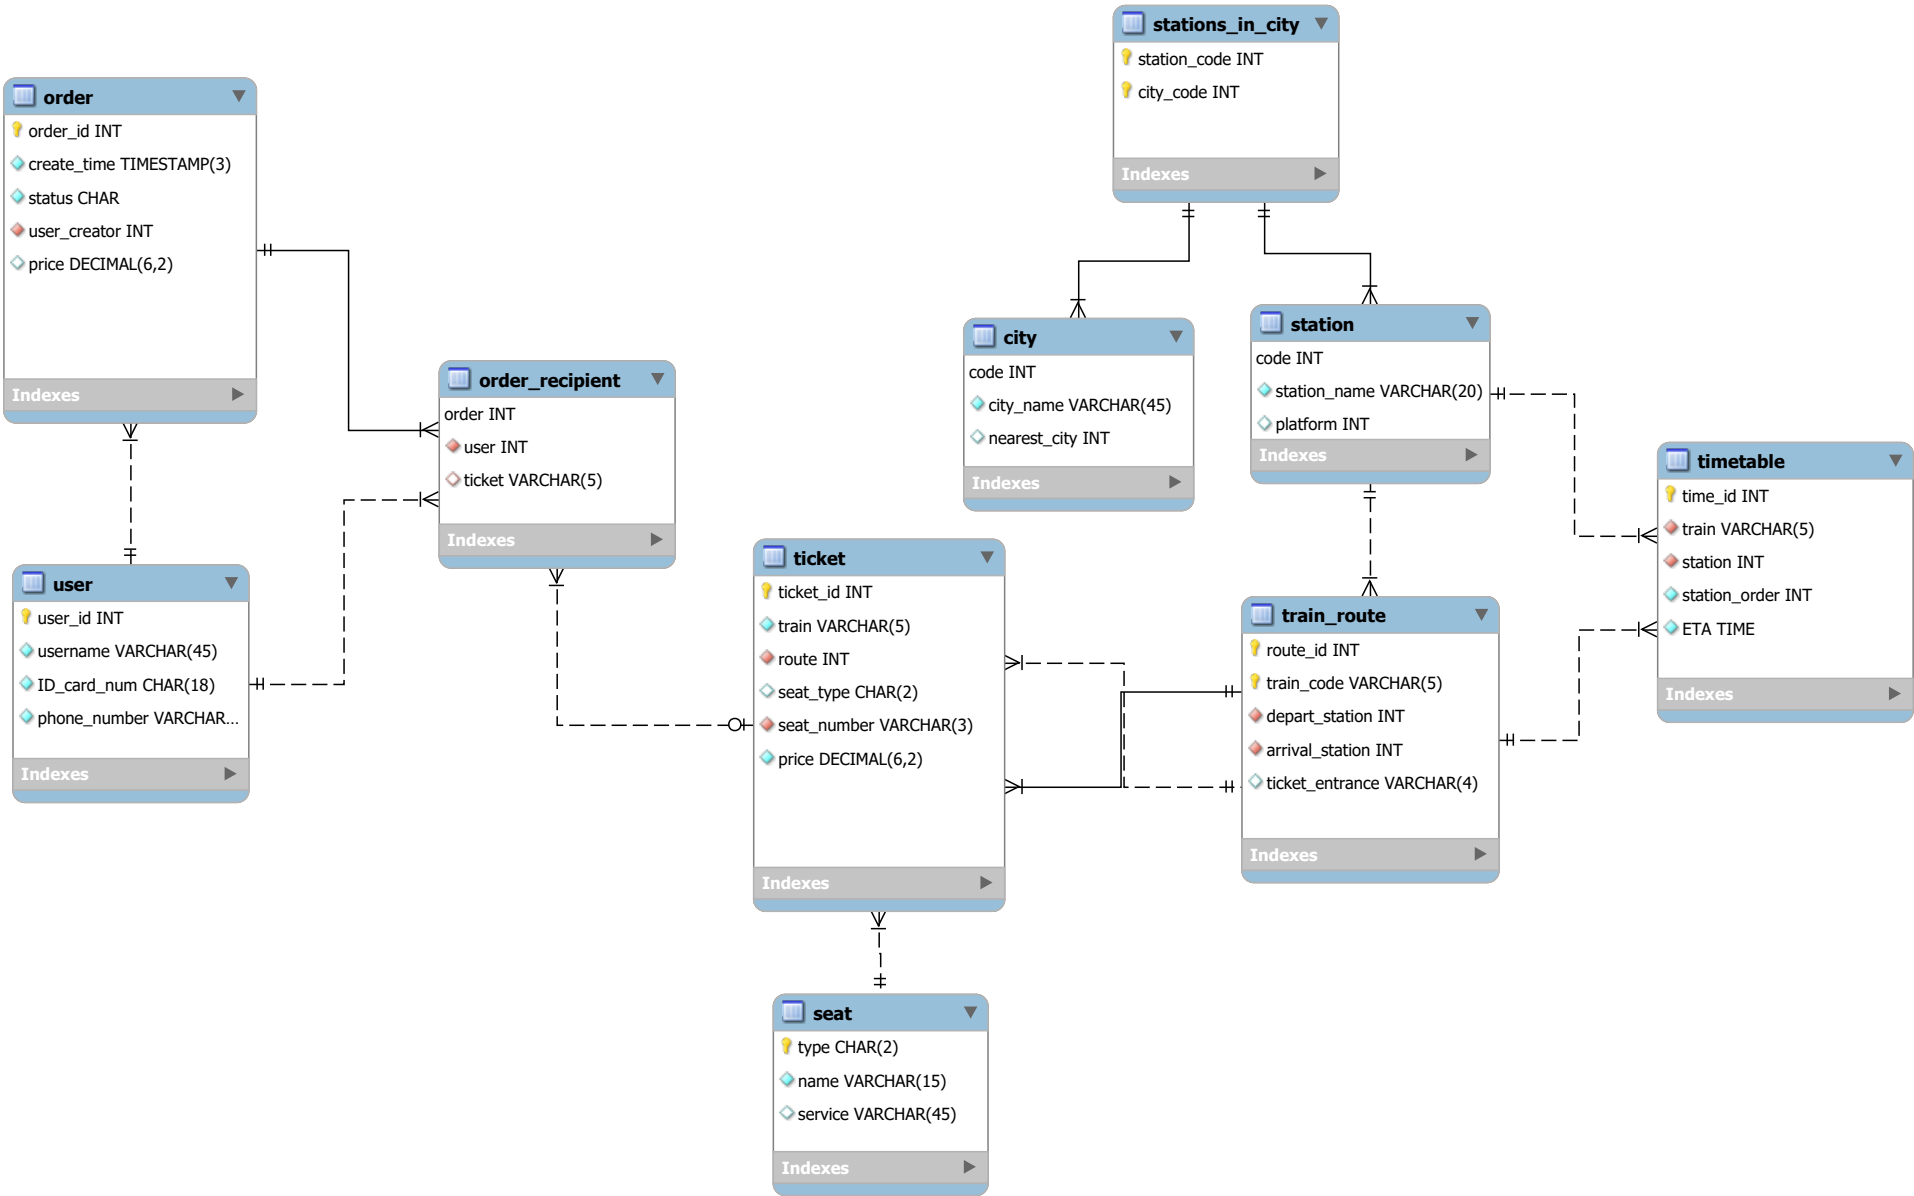 stations_in_city
station_code INT
city_code INT
Indexes
order
order_id INT
create_time TIMESTAMP(3)
status CHAR
user_creator INT
price DECIMAL(6,2)
Indexes
city
code INT
city_name VARCHAR(45)
nearest_city INT
Indexes
station
code INT
station_name VARCHAR(20)
platform INT
Indexes
order_recipient
order INT
user INT
ticket VARCHAR(5)
Indexes
timetable
time_id INT
train VARCHAR(5)
station INT
station_order INT
ETA TIME
Indexes
user
user_id INT
username VARCHAR(45)
ID_card_num CHAR(18)
phone_number VARCHAR...
Indexes
ticket
ticket_id INT
train VARCHAR(5)
route INT
seat_type CHAR(2)
seat_number VARCHAR(3)
price DECIMAL(6,2)
Indexes
train_route
route_id INT
train_code VARCHAR(5)
depart_station INT
arrival_station INT
ticket_entrance VARCHAR(4)
Indexes
seat
type CHAR(2)
name VARCHAR(15)
service VARCHAR(45)
Indexes